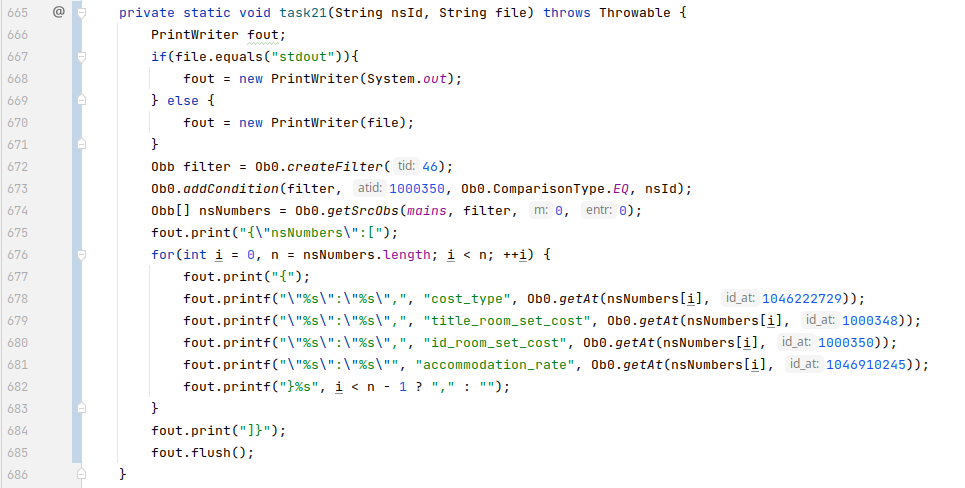 665 @ private static void task21(String nsId, String file) throws Throwable {
666 PrintWriter fout;
667 if(file.equals("stdout")){
668 fout = new PrintWriter(System.out);
669 } else {
670 fout = new PrintWriter(file);
671 }
672 Obb filter = Ob0.createFilter( tid: 46);
673 Ob0.addCondition(filter, atid: 1000350, Ob0.ComparisonType.EQ, nsId);
674 Obb[] nsNumbers = Ob0.getSrcObs(mains, filter, m: 0, entr: 0);
675 fout.print("{\"nsNumbers\":[");
676 for(int i = 0, n = nsNumbers.length; i < n; ++i) {
677 fout.print("{");
678 fout.printf("\"%s\":\"%s\",", "cost_type", Ob0.getAt(nsNumbers[i], id_at: 1046222729));
679 fout.printf("\"%s\":\"%s\",", "title_room_set_cost", Ob0.getAt(nsNumbers[i], id_at: 1000348));
680 fout.printf("\"%s\":\"%s\",", "id_room_set_cost", Ob0.getAt(nsNumbers[i], id_at: 1000350));
681 fout.printf("\"%s\":\"%s\"", "accommodation_rate", Ob0.getAt(nsNumbers[i], id_at: 1046910245));
682 fout.printf("}%s", i < n - 1 ? "," : "");
683 }
684 fout.print("]}");
685 fout.flush();
686 }